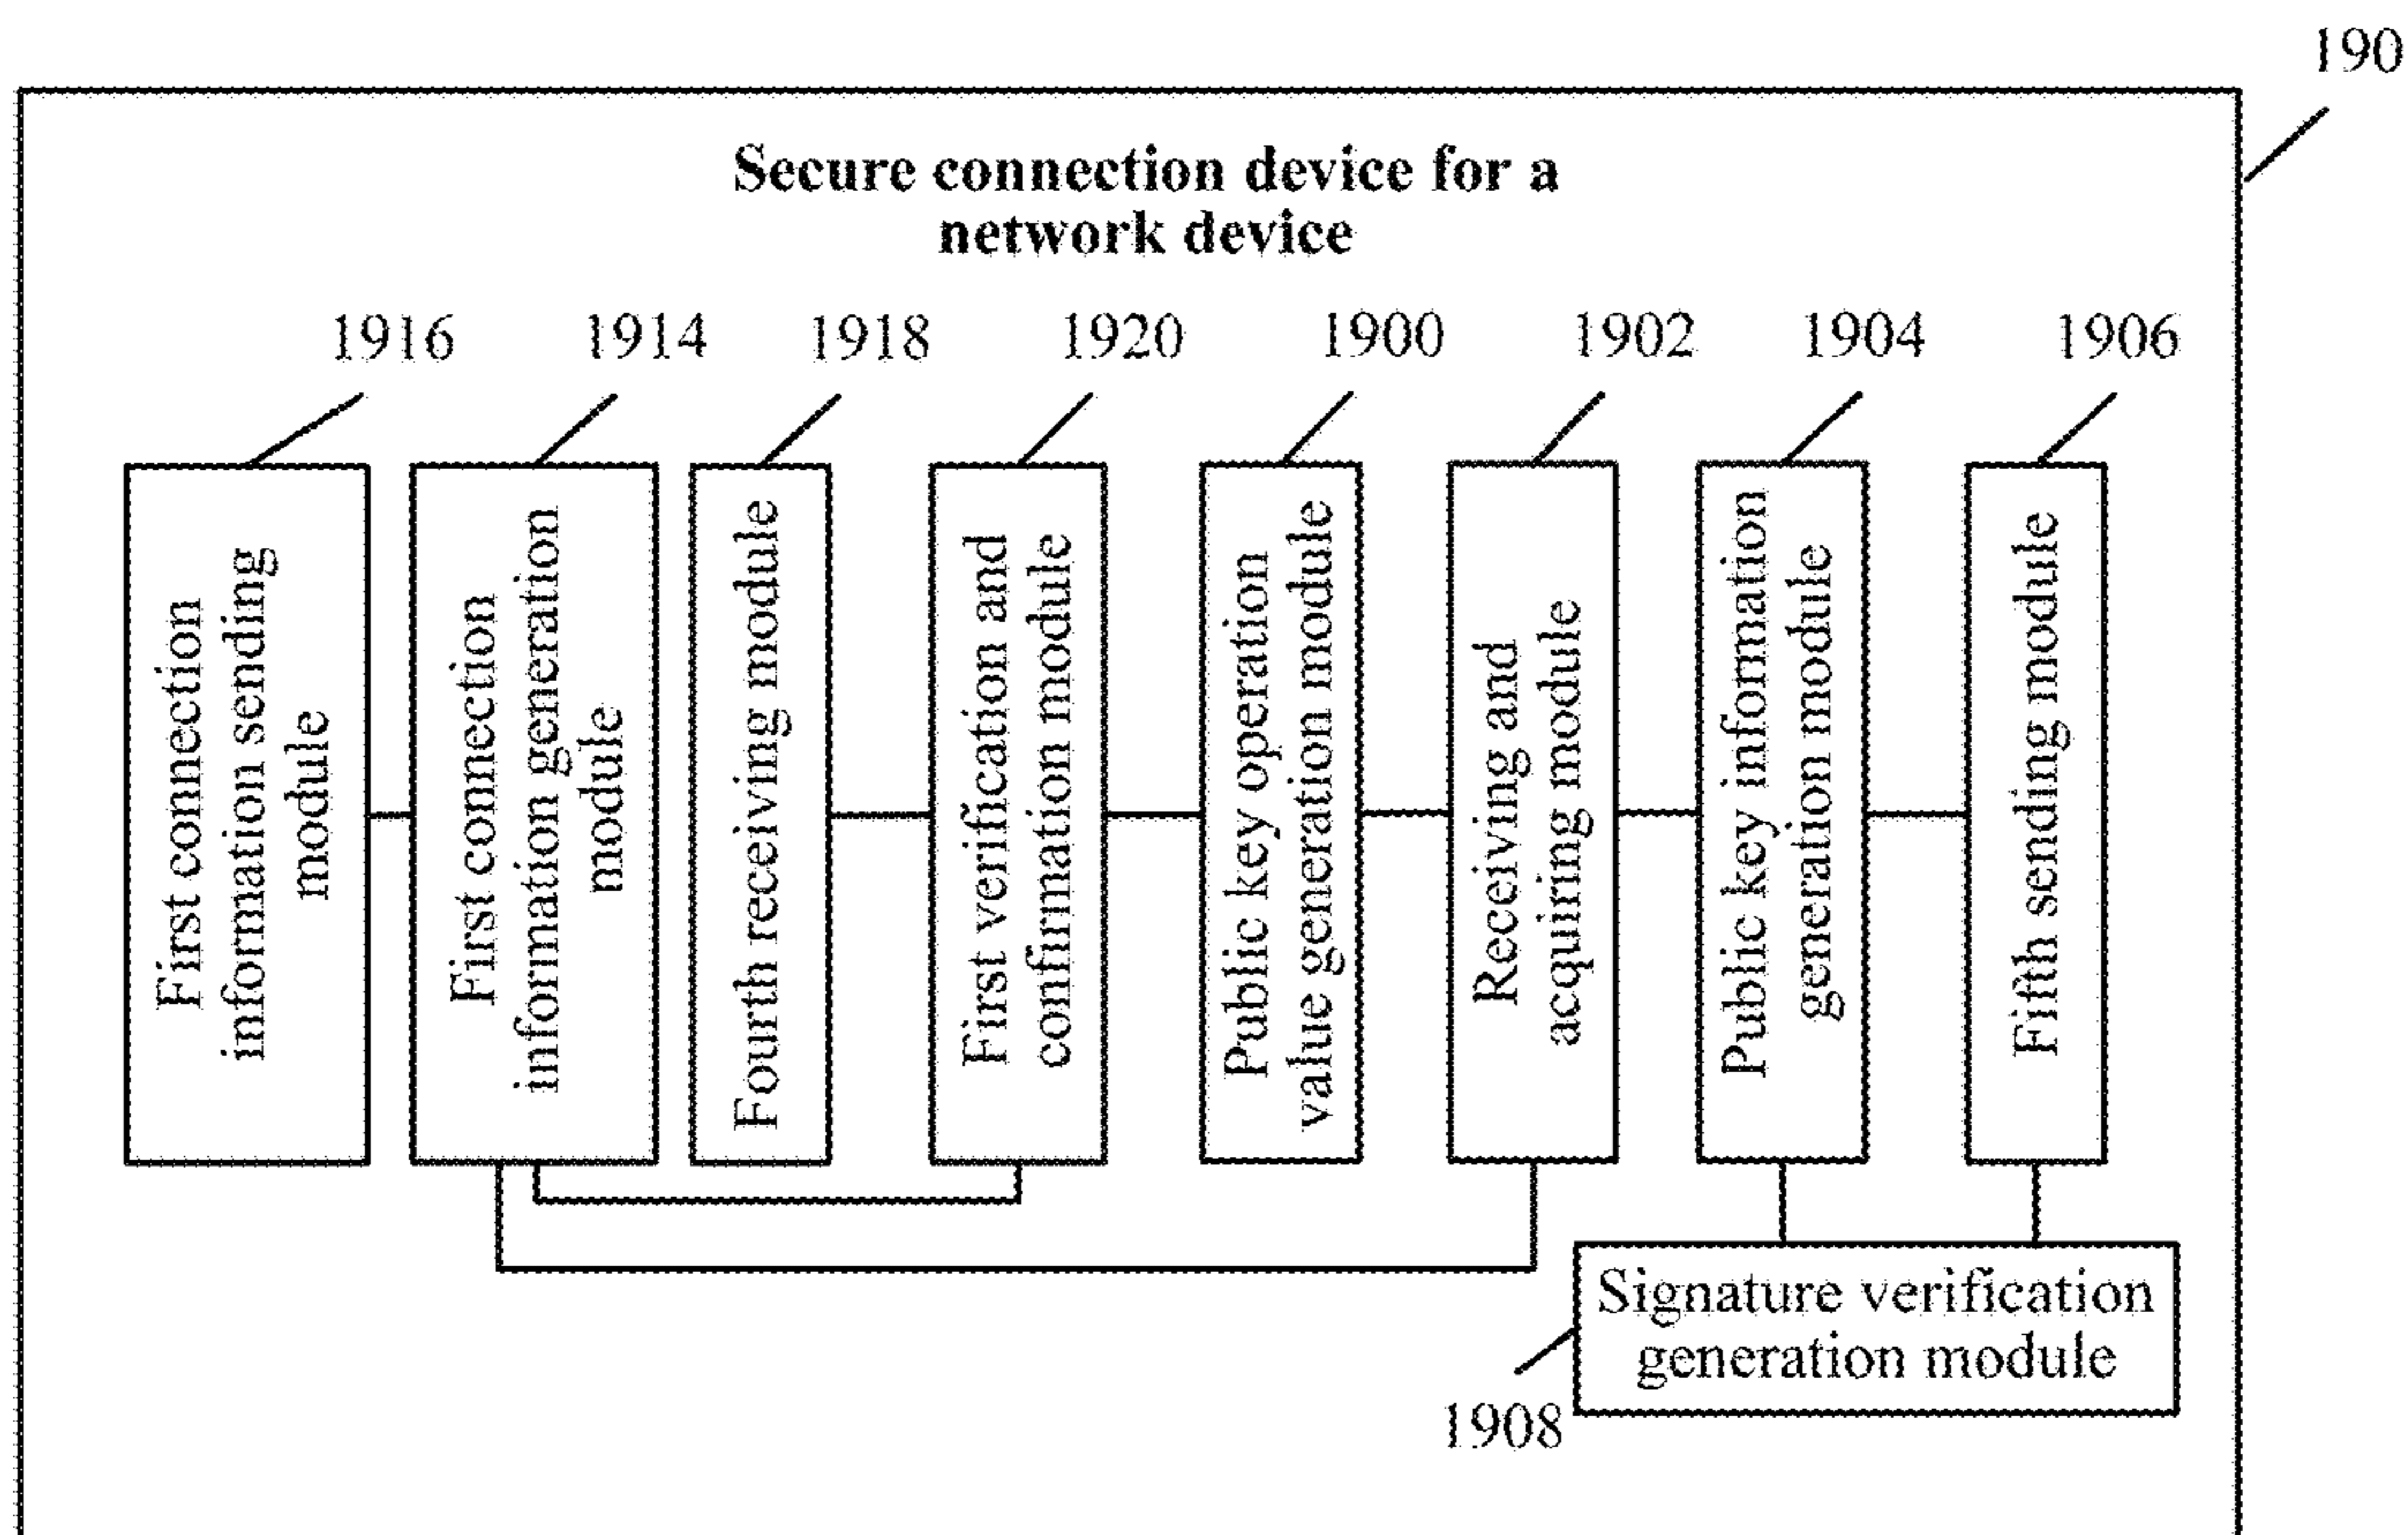 190
Secure connection device for a
network device
1916
1914
1918
1920
1900
1902
1904
1906
First connection
information sending
module
First connection
information generation
module
Fourth receiving module
First verification and
confirmation module
Public key operation
value generation module
Receiving and
acquiring module
Public key information
generation module
Fifth sending module
Signature verification
generation module
1908